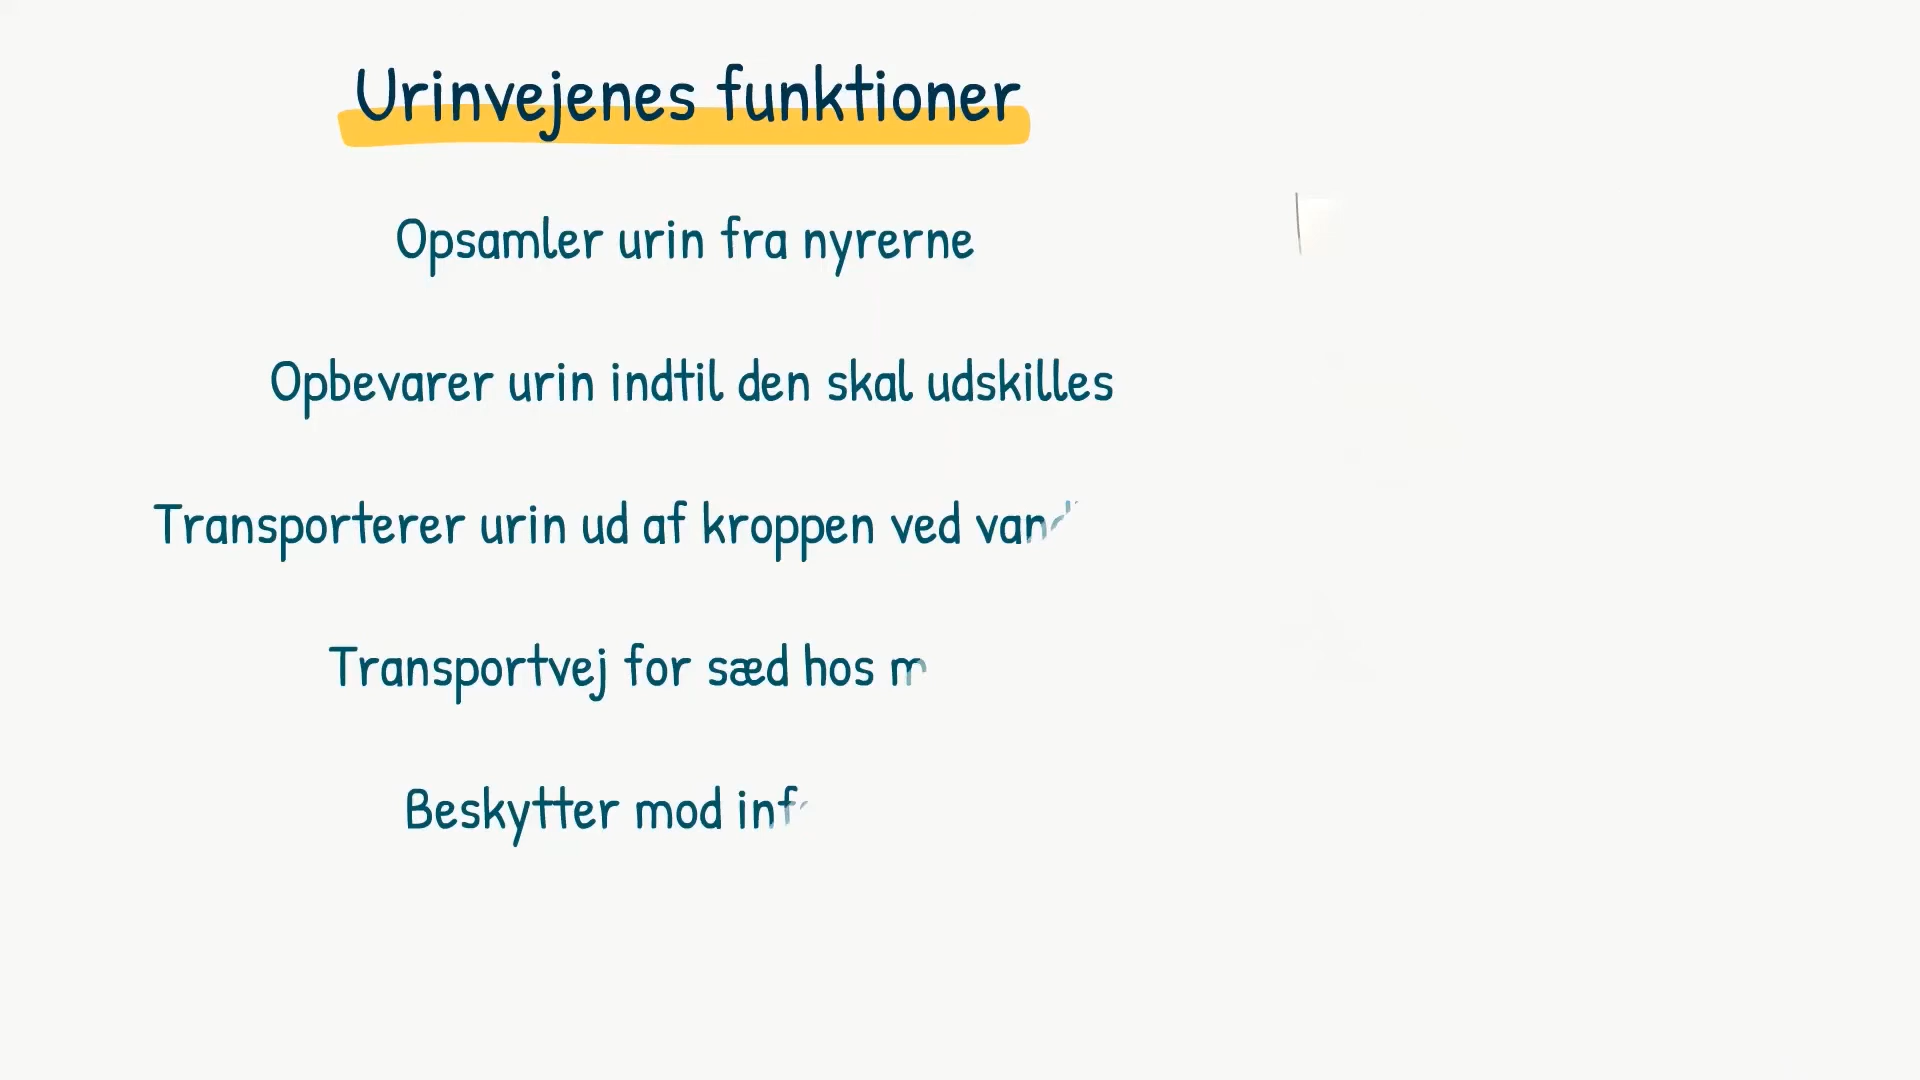 Urinvejenes funktioner
Opsamler urin fra nyrerne
Opbevarer urin indtil den skal udskilles
Transporterer urin ud af kroppen ved
Transportvej for sæd hos
Beskytter mod